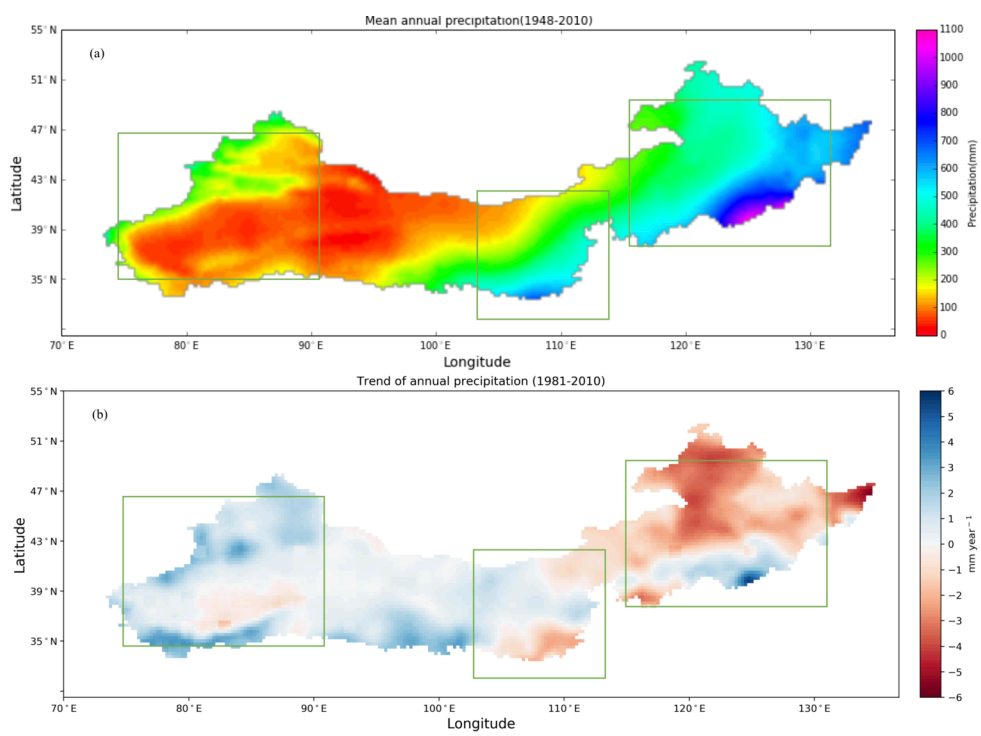 Mean annual precipitation(1948-2010)
(a)
55°N
51°N
47°N
43°N
39°N
35°N
Latitude
70°E 80°E 90°E 100°E 110°E 120°E 130°E
Longitude
1100
1000
900
800
700
600
500
400
300
200
100
0
Precipitation(mm)
Trend of annual precipitation (1981-2010)
(b)
55°N
51°N
47°N
43°N
39°N
35°N
Latitude
70°E 80°E 90°E 100°E 110°E 120°E 130°E
Longitude
6
5
4
3
2
1
0
−1
−2
−3
−4
−5
−6
mm year⁻¹